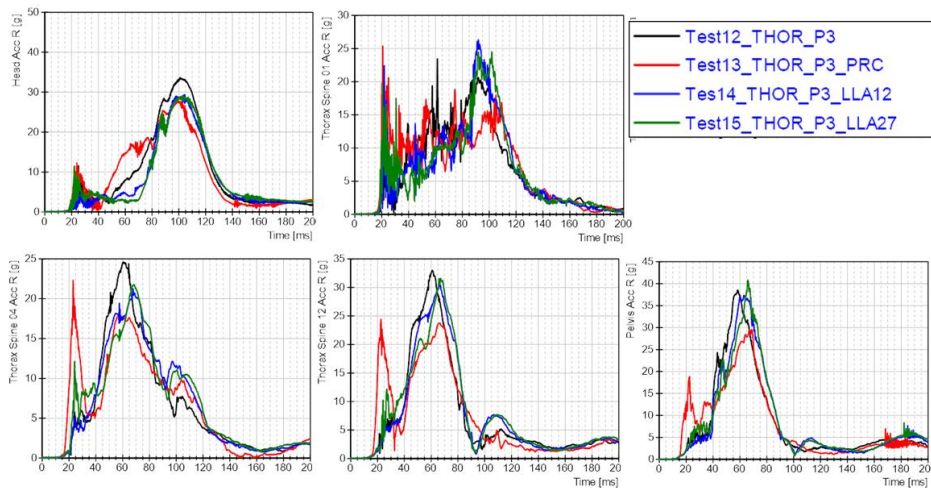 Head Acc R [g]
50
40
30
20
10
0
0 20 40 60 80 100 120 140 160 180 200
Time [ms]
Thorax Spine 01 Acc R [g]
30
25
20
15
10
5
0
0 20 40 60 80 100 120 140 160 180 200
Time [ms]
Test12_THOR_P3
Test13_THOR_P3_PRC
Tes14_THOR_P3_LLA12
Test15_THOR_P3_LLA27
Thorax Spine 04 Acc R [g]
25
20
15
10
5
0
0 20 40 60 80 100 120 140 160 180 200
Time [ms]
Thorax Spine 12 Acc R [g]
35
30
25
20
15
10
5
0
0 20 40 60 80 100 120 140 160 180 200
Time [ms]
Pelvis Acc R [g]
45
40
35
30
25
20
15
10
5
0
0 20 40 60 80 100 120 140 160 180 200
Time [ms]